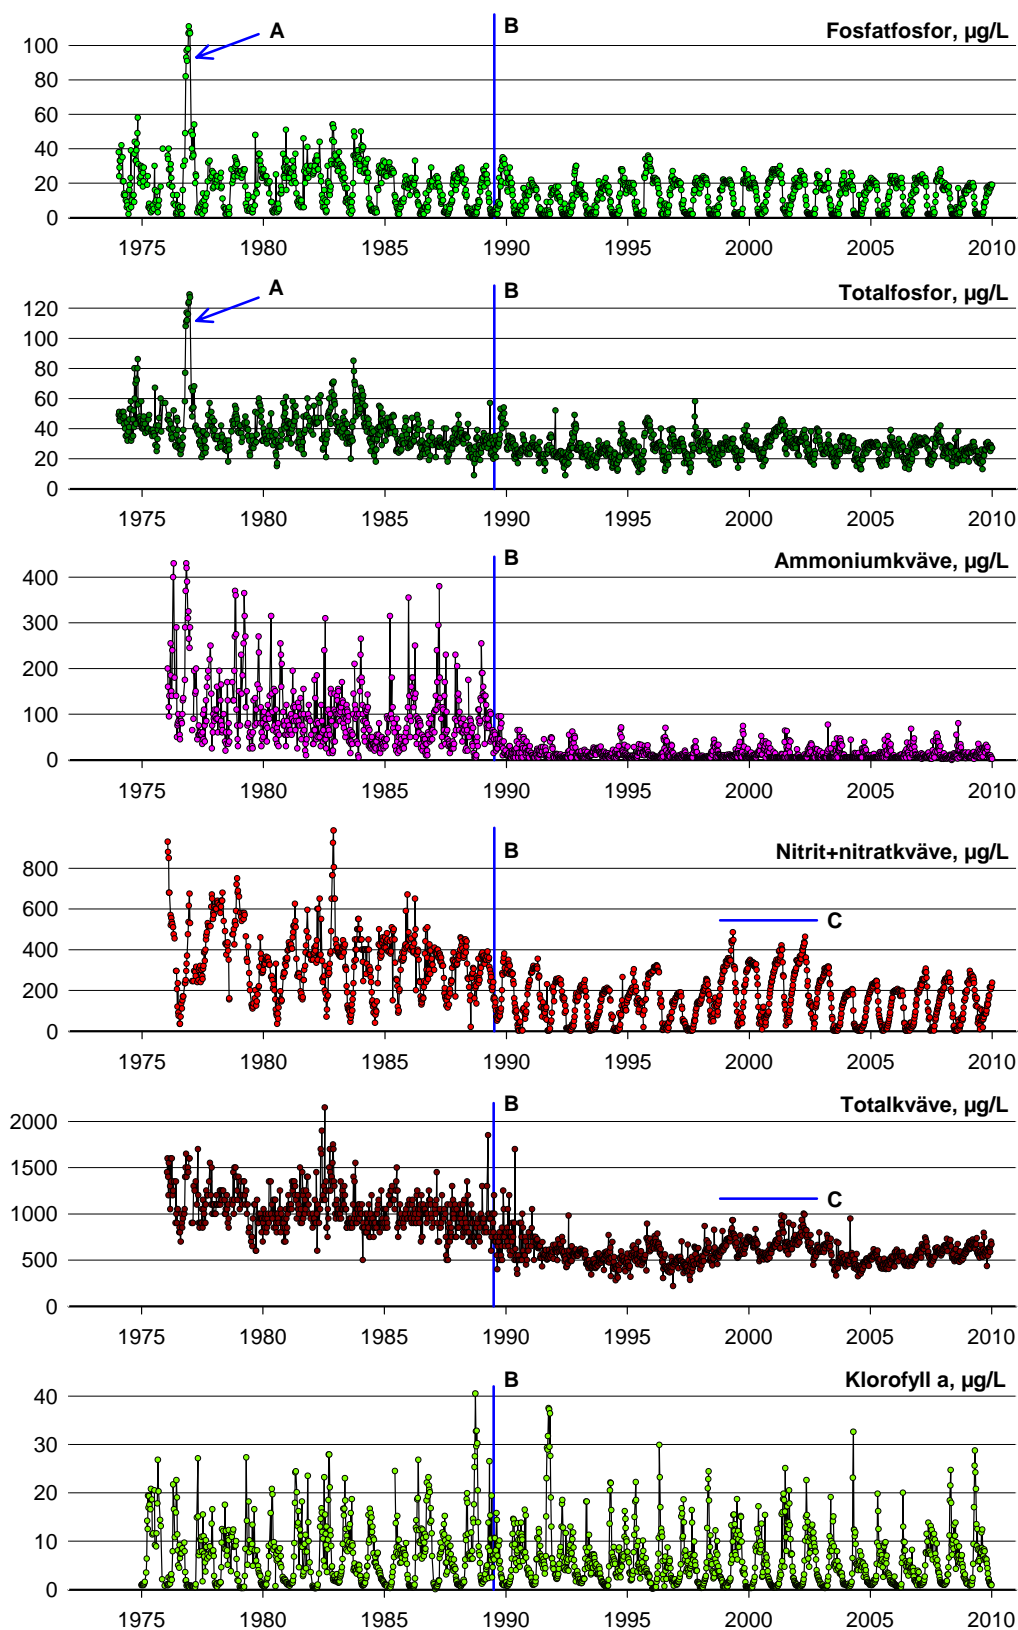 A B Fosfatfosfor, µg/L
100
80
60
40
20
0
1975 1980 1985 1990 1995 2000 2005 2010
A B Totalfosfor, µg/L
120
100
80
60
40
20
0
1975 1980 1985 1990 1995 2000 2005 2010
B Ammoniumkväve, µg/L
400
300
200
100
0
1975 1980 1985 1990 1995 2000 2005 2010
B Nitrit+nitratkväve, µg/L
800
C
600
400
200
0
1975 1980 1985 1990 1995 2000 2005 2010
B Totalkväve, µg/L
2000
1500
C
1000
500
0
1975 1980 1985 1990 1995 2000 2005 2010
B Klorofyll a, µg/L
40
30
20
10
0
1975 1980 1985 1990 1995 2000 2005 2010